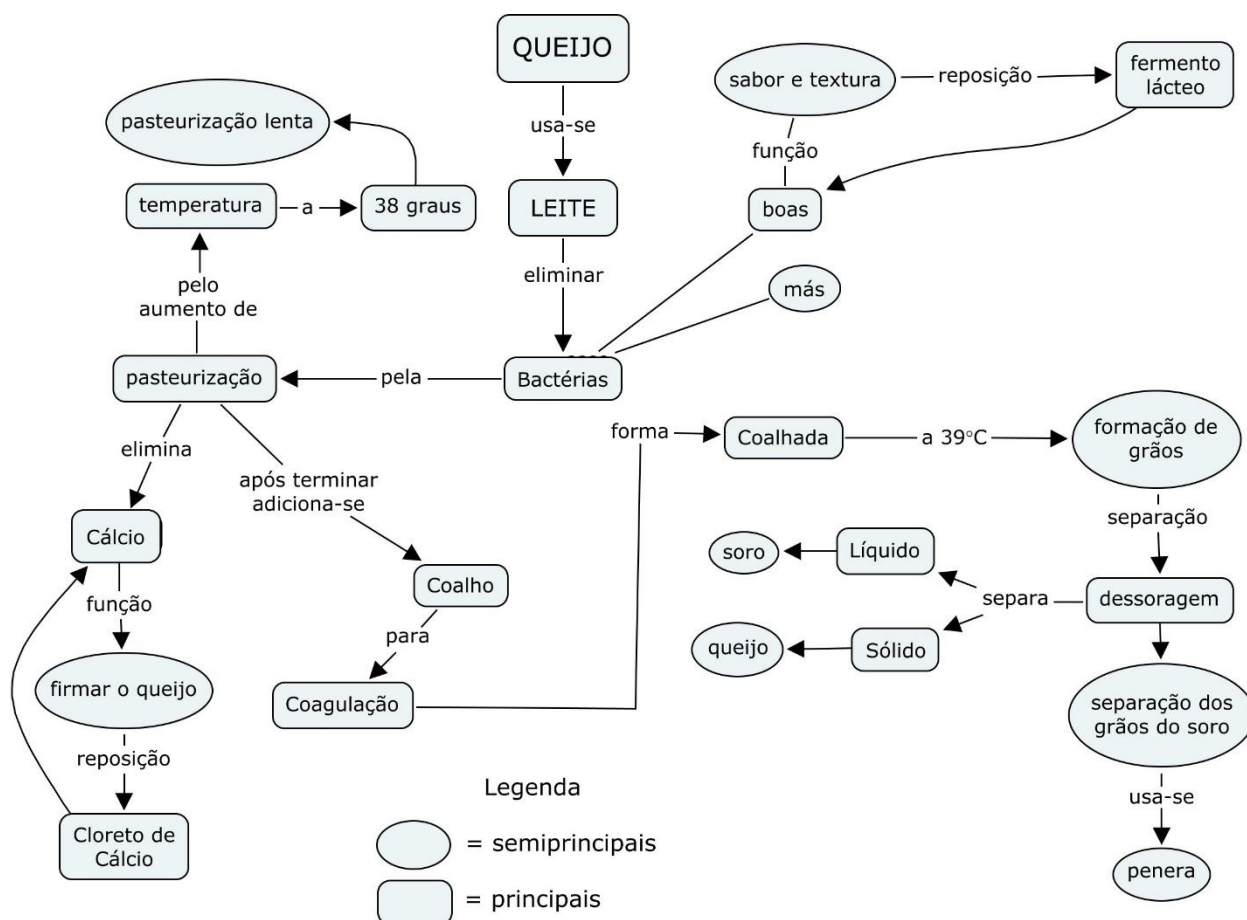 QUEIJO
usa-se
LEITE
eliminar
Bactérias
sabor e textura
reposição
fermento
lácteo
função
boas
más
pasteurização lenta
temperatura
a
38 graus
pelo
aumento de
pasteurização
pela
elimina
após terminar
adiciona-se
Cálcio
função
firmar o queijo
reposição
Cloreto de
Cálcio
Coalho
para
Coagulação
forma
Coalhada
a 39°C
formação de
grãos
separação
dessoragem
separa
Líquido
soro
Sólido
queijo
separação dos
grãos do soro
usa-se
penera
Legenda
= semiprincipais
= principais